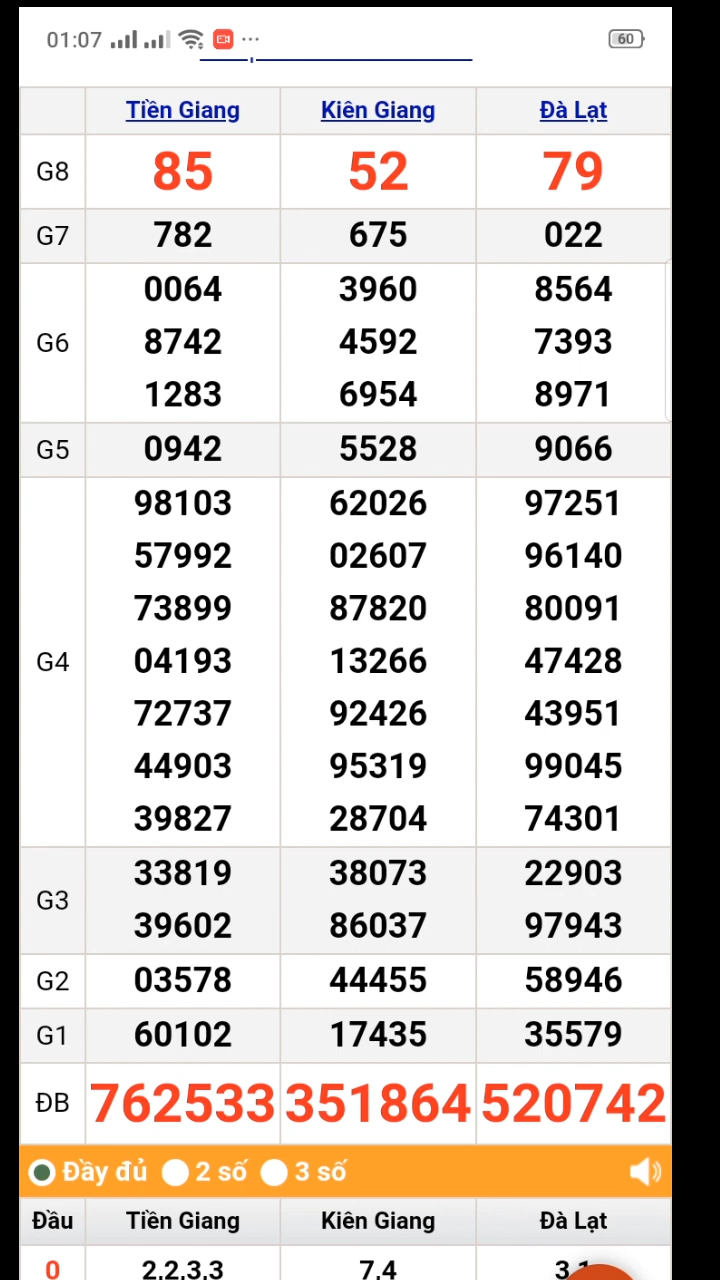 01:07 60
Tiền Giang Kiên Giang Đà Lạt
G8 85 52 79
G7 782 675 022
0064 3960 8564
G6 8742 4592 7393
1283 6954 8971
G5 0942 5528 9066
98103 62026 97251
57992 02607 96140
73899 87820 80091
G4 04193 13266 47428
72737 92426 43951
44903 95319 99045
39827 28704 74301
G3 33819 38073 22903
39602 86037 97943
G2 03578 44455 58946
G1 60102 17435 35579
ĐB 762533 351864 520742
Đầy đủ 2 số 3 số
Đầu Tiền Giang Kiên Giang Đà Lạt
0 2,2,3,3 7,4 3,1